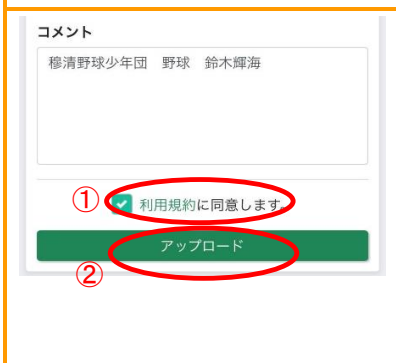 コメント
穆清野球少年団　野球　鈴木輝海
① 利用規約に同意します。
アップロード
②